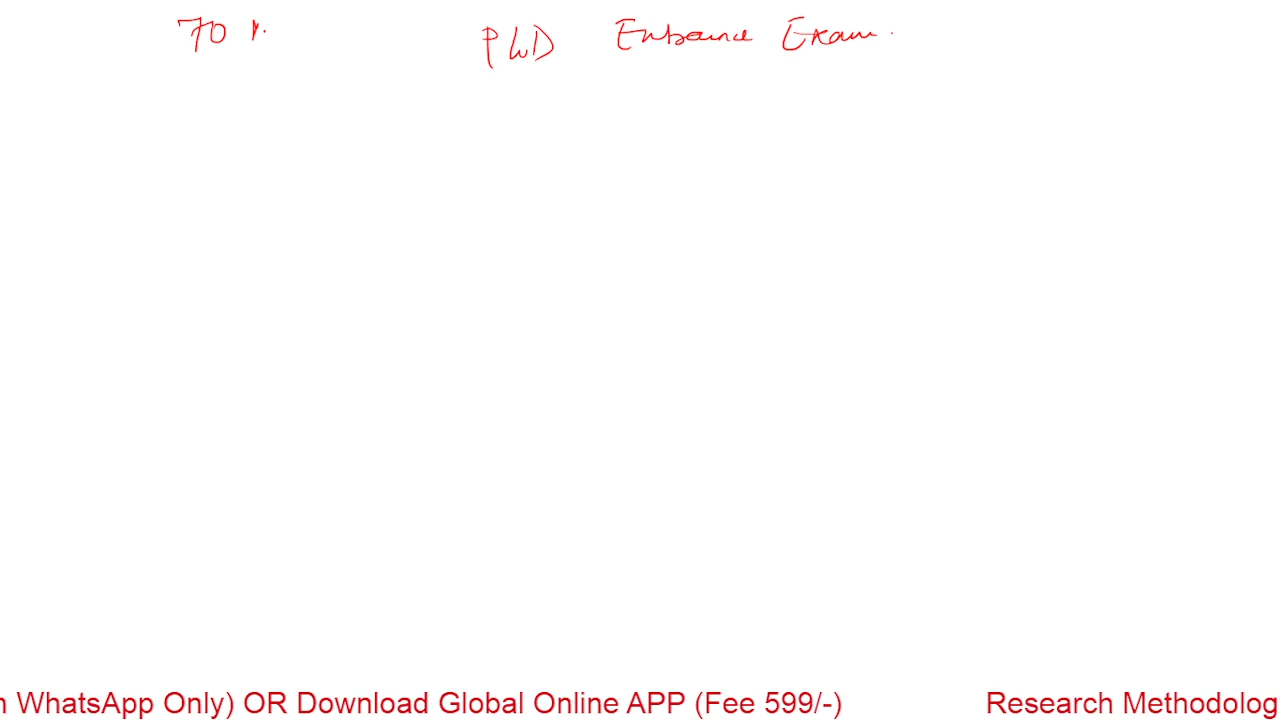 70 %. PhD Entrance Exam.
n WhatsApp Only) OR Download Global Online APP (Fee 599/-) Research Methodolog